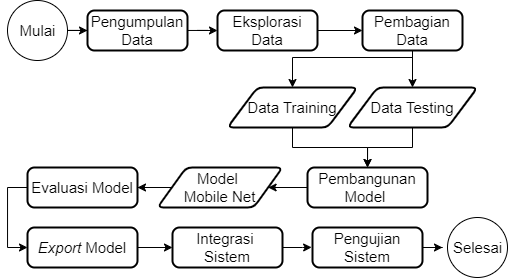 Mulai
Pengumpulan
Data
Eksplorasi
Data
Pembagian
Data
Data Training
Data Testing
Pembangunan
Model
Model
Mobile Net
Evaluasi Model
Export Model
Integrasi
Sistem
Pengujian
Sistem
Selesai